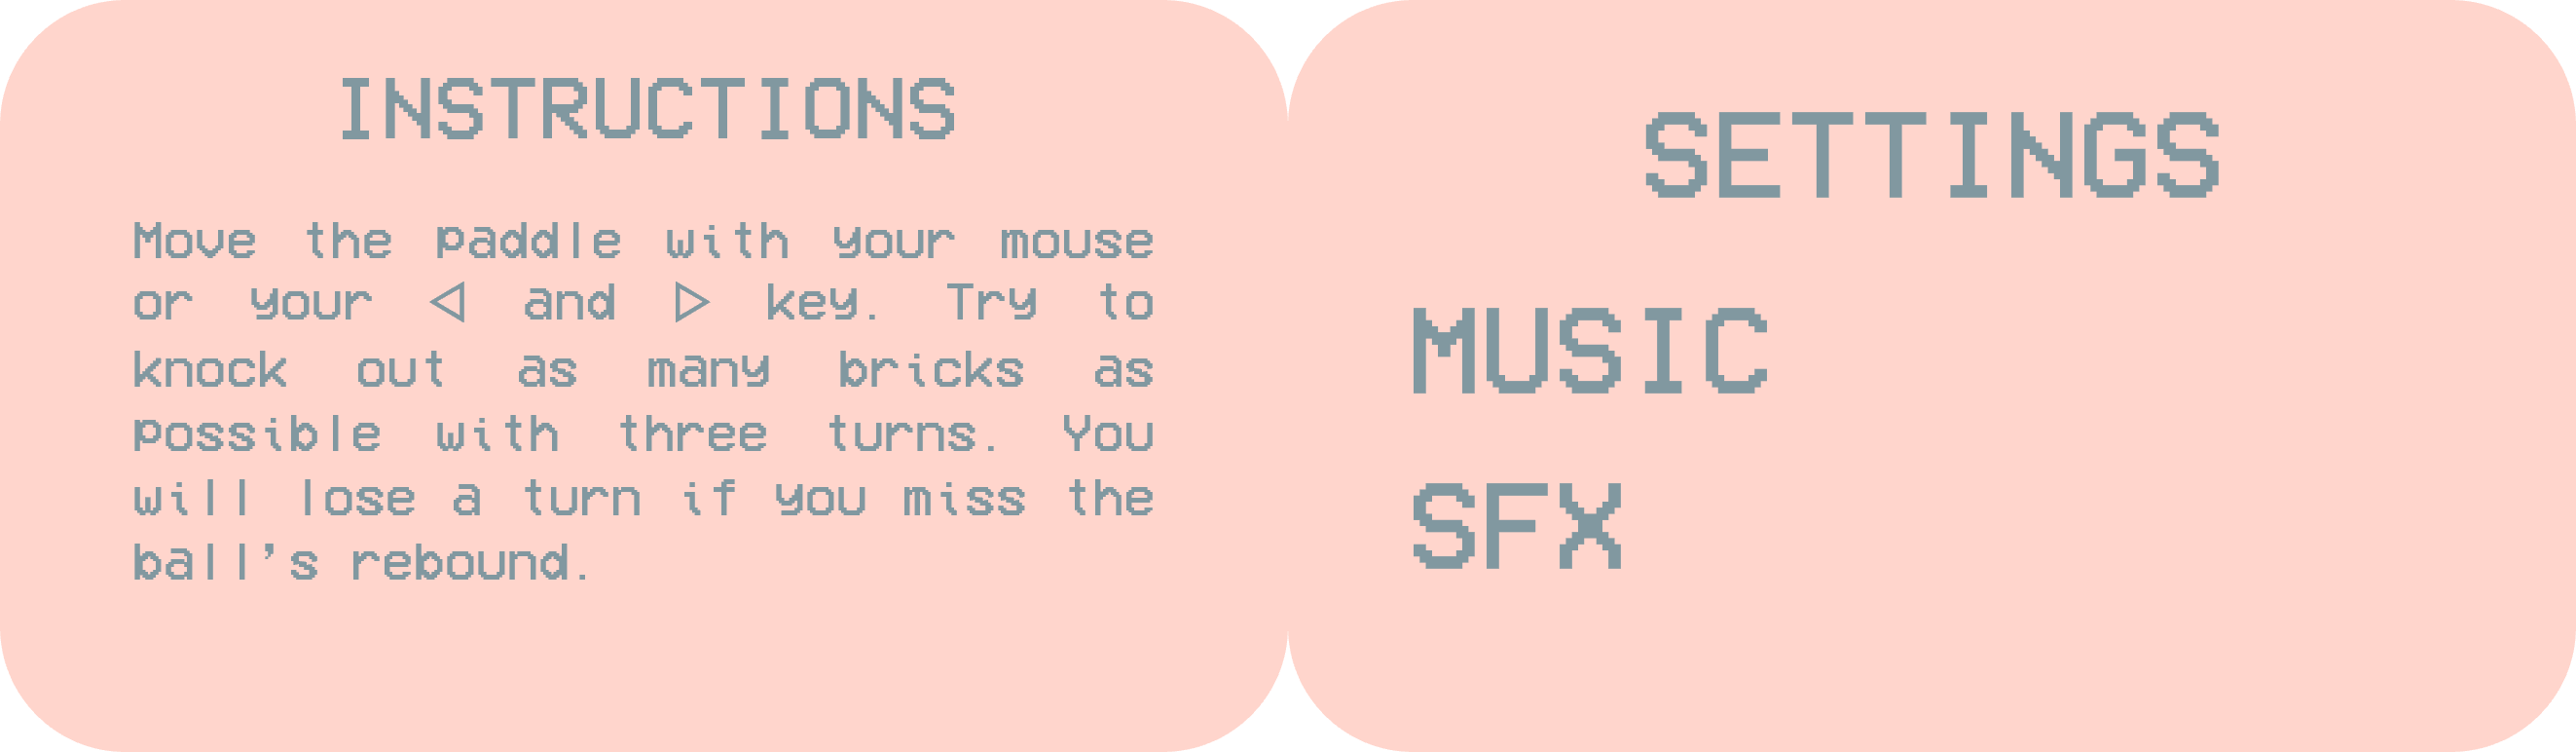 INSTRUCTIONS
Move the paddle with your mouse
or your ◁ and ▷ key. Try to
knock out as many bricks as
possible with three turns. You
will lose a turn if you miss the
ball's rebound.
SETTINGS
MUSIC
SFX